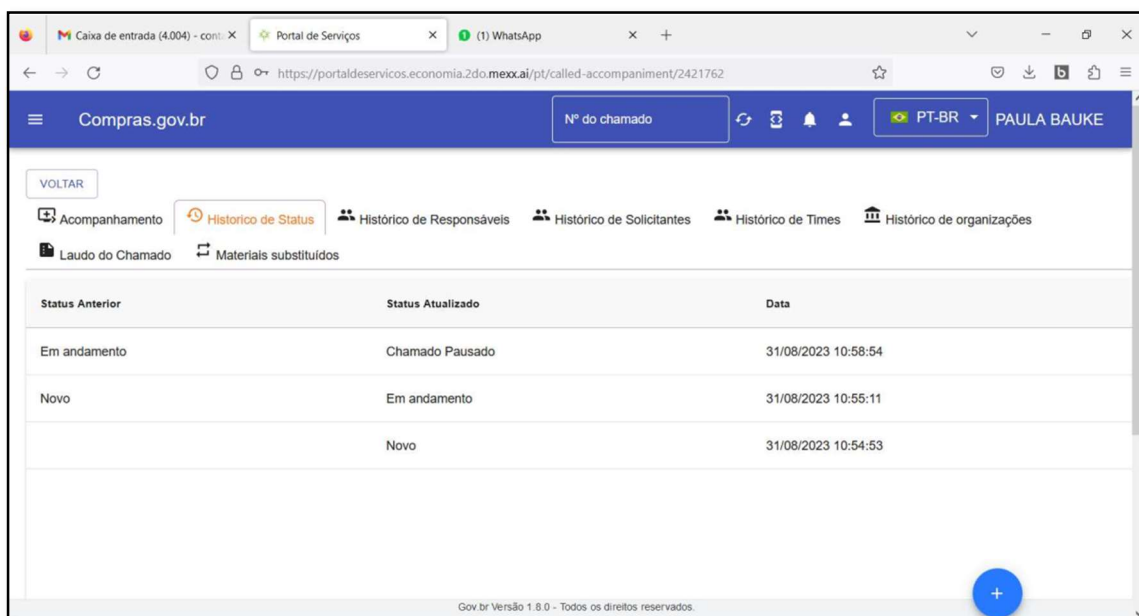 Caixa de entrada (4.004) - cont
Portal de Serviços
(1) WhatsApp
https://portaldeservicos.economia.2do.mexx.ai/pt/called-accompaniment/2421762
Compras.gov.br
Nº do chamado
PT-BR
PAULA BAUKE
VOLTAR
Acompanhamento Historico de Status Histórico de Responsáveis Histórico de Solicitantes Histórico de Times Histórico de organizações
Laudo do Chamado Materiais substituídos
Status Anterior Status Atualizado Data
Em andamento Chamado Pausado 31/08/2023 10:58:54
Novo Em andamento 31/08/2023 10:55:11
Novo 31/08/2023 10:54:53
Gov.br Versão 1.8.0 - Todos os direitos reservados.